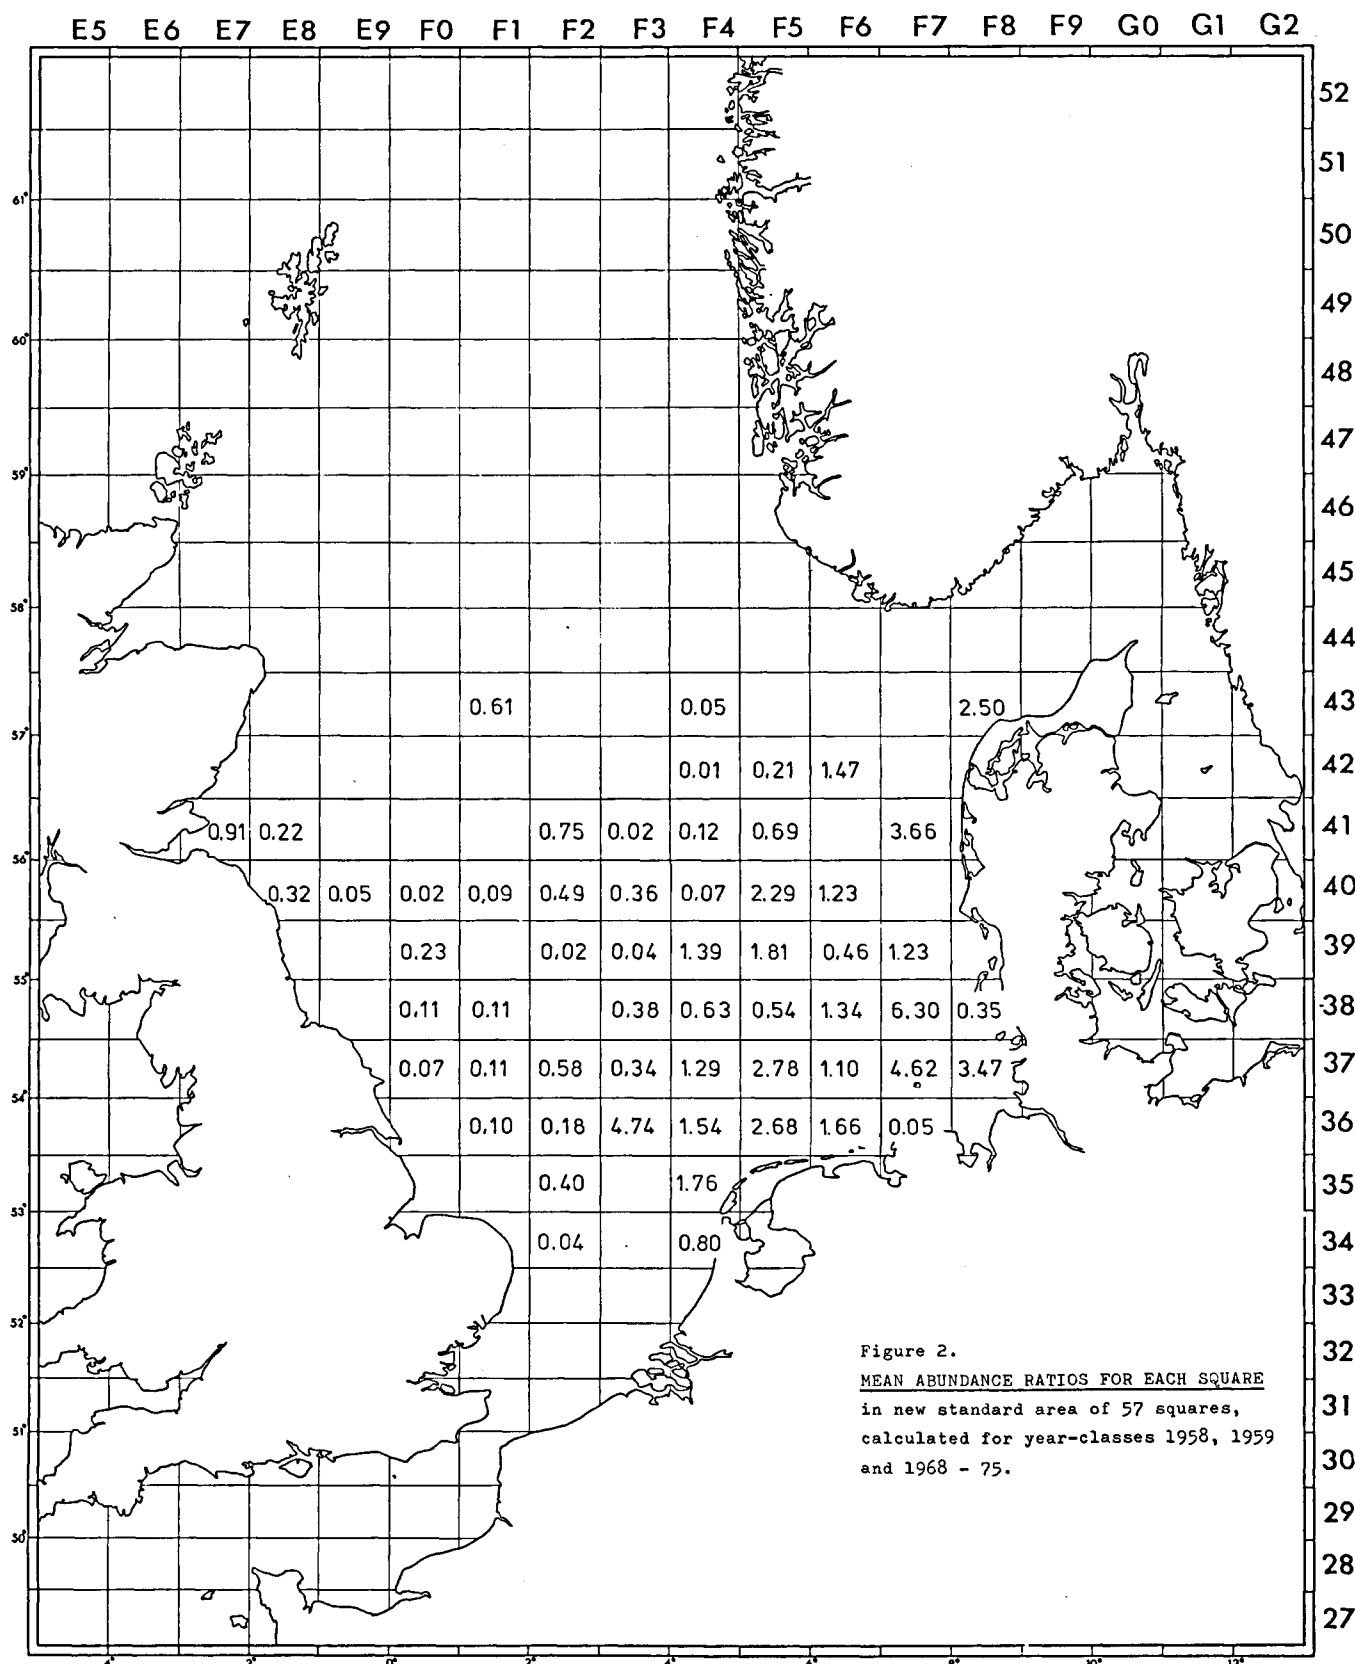 E5 E6 E7 E8 E9 F0 F1 F2 F3 F4 F5 F6 F7 F8 F9 G0 G1 G2
52
51
61°
50
49
60°
48
47
59°
46
45
58°
44
0.61 0.05 2.50 43
57°
0.01 0.21 1.47 42
0.91 0.22 0.75 0.02 0.12 0.69 3.66 41
56°
0.32 0.05 0.02 0,09 0.49 0.36 0.07 2.29 1.23 40
0.23 0.02 0.04 1.39 1.81 0.46 1.23 39
55°
0.11 0.11 0.38 0.63 0.54 1.34 6.30 0.35 38
0.07 0.11 0.58 0.34 1.29 2.78 1.10 4.62 3.47 37
54°
0.10 0.18 4.74 1.54 2.68 1.66 0.05 36
0.40 1.76 35
53°
0.04 0.80 34
33
52°
32
Figure 2.
MEAN ABUNDANCE RATIOS FOR EACH SQUARE
31
in new standard area of 57 squares,
51°
calculated for year-classes 1958, 1959
30
and 1968 - 75.
29
50°
28
27